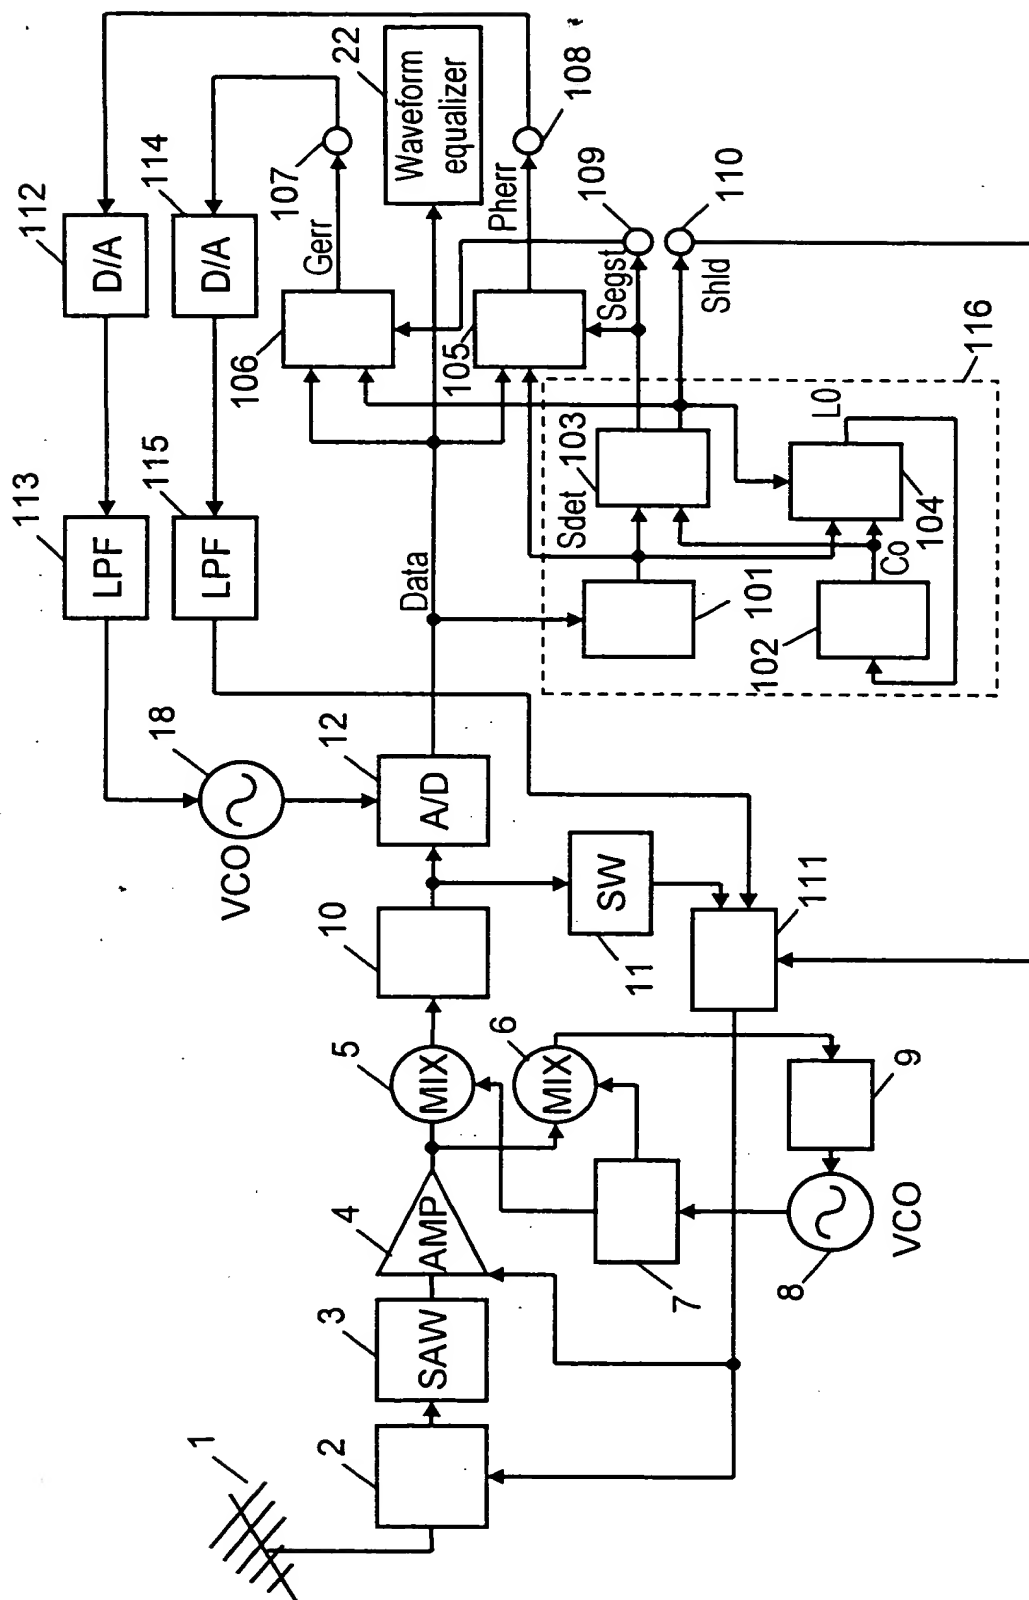 1
2
3
SAW
4
AMP
5
MIX
6
MIX
7
8
VCO
9
10
11
SW
12
A/D
VCO
18
111
113
LPF
115
LPF
112
D/A
114
D/A
Data
106
Gerr
107
22
Waveform
equalizer
105
Pherr
108
Segst
109
Shld
110
Sdet
103
101
102
Co
104
L0
116